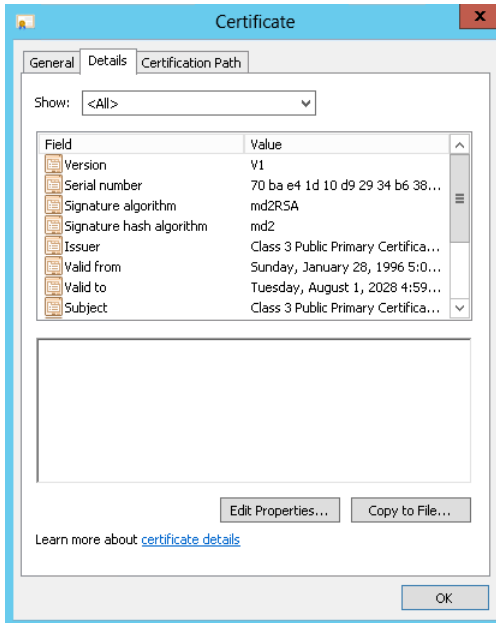 Certificate
x
General Details Certification Path
Show: <All>
Field Value
Version V1
Serial number 70 ba e4 1d 10 d9 29 34 b6 38...
Signature algorithm md2RSA
Signature hash algorithm md2
Issuer Class 3 Public Primary Certifica...
Valid from Sunday, January 28, 1996 5:0...
Valid to Tuesday, August 1, 2028 4:59...
Subject Class 3 Public Primary Certifica...
Edit Properties... Copy to File...
Learn more about certificate details
OK